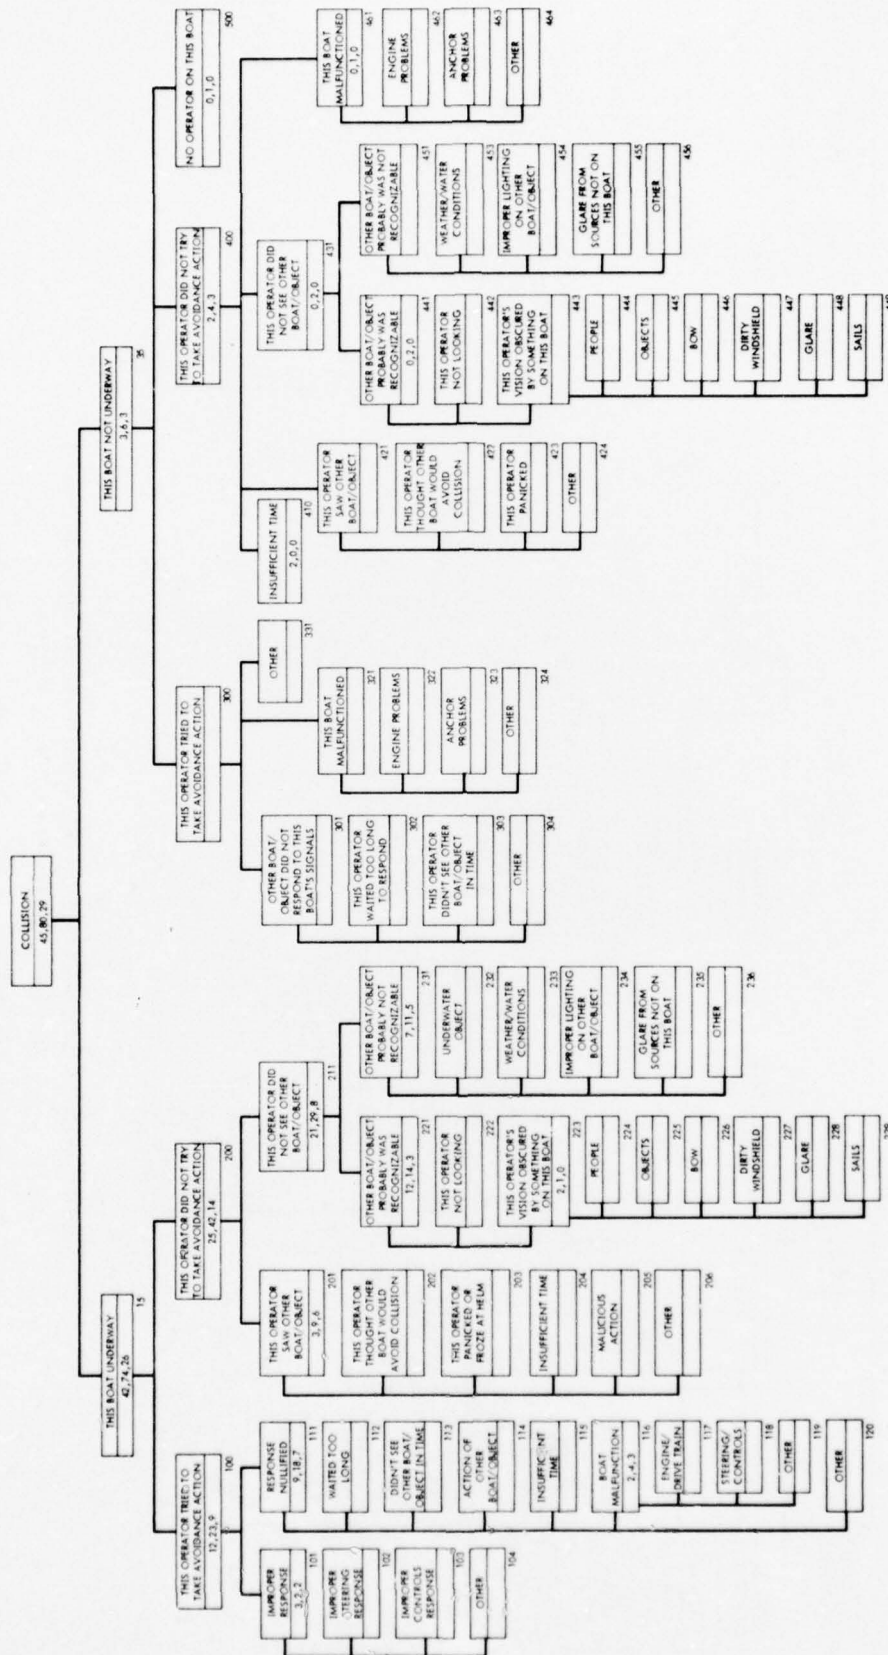 COLLISION
45,80,29
THIS BOAT UNDERWAY
42,74,26
15
THIS BOAT NOT UNDERWAY
3,6,3
35
THIS OPERATOR TRIED TO
TAKE AVOIDANCE ACTION
12,23,9
100
THIS OPERATOR DID NOT TRY
TO TAKE AVOIDANCE ACTION
25,42,14
200
THIS OPERATOR TRIED TO
TAKE AVOIDANCE ACTION
300
THIS OPERATOR DID NOT TRY
TO TAKE AVOIDANCE ACTION
2,4,3
400
NO OPERATOR ON THIS BOAT
0,1,0
500
IMPROPER
RESPONSE
3,2,2
101
IMPROPER
STEERING
RESPONSE
102
IMPROPER
CONTROLS
RESPONSE
103
OTHER
104
RESPONSE
NULLIFIED
9,18,7
111
WAITED TOO
LONG
112
DIDN'T SEE
OTHER BOAT/
OBJECT IN TIME
113
ACTION OF
OTHER
BOAT/OBJECT
114
INSUFFICIENT
TIME
115
BOAT
MALFUNCTION
2,4,3
116
ENGINE/
DRIVE TRAIN
117
STEERING/
CONTROLS
118
OTHER
119
OTHER
120
THIS OPERATOR
SAW OTHER
BOAT/OBJECT
3,9,6
201
THIS OPERATOR
THOUGHT OTHER
BOAT WOULD
AVOID COLLISION
202
THIS OPERATOR
PANICKED OR
FROZE AT HELM
203
INSUFFICIENT TIME
204
MALICIOUS
ACTION
205
OTHER
206
THIS OPERATOR DID
NOT SEE OTHER
BOAT/OBJECT
21,29,8
211
OTHER BOAT/OBJECT
PROBABLY WAS
RECOGNIZABLE
12,14,3
221
THIS OPERATOR
NOT LOOKING
222
THIS OPERATOR'S
VISION OBSCURED
BY SOMETHING
ON THIS BOAT
2,1,0
223
PEOPLE
224
OBJECTS
225
BOW
226
DIRTY
WINDSHIELD
227
GLARE
228
SAILS
229
OTHER BOAT/OBJECT
PROBABLY NOT
RECOGNIZABLE
7,11,5
231
UNDERWATER
OBJECT
232
WEATHER/WATER
CONDITIONS
233
IMPROPER LIGHTING
ON OTHER
BOAT/OBJECT
234
GLARE FROM
SOURCES NOT ON
THIS BOAT
235
OTHER
236
OTHER BOAT/
OBJECT DID NOT
RESPOND TO THIS
BOAT'S SIGNALS
301
THIS OPERATOR
WAITED TOO LONG
TO RESPOND
302
THIS OPERATOR
DIDN'T SEE OTHER
BOAT/OBJECT
IN TIME
303
OTHER
304
THIS BOAT
MALFUNCTIONED
321
ENGINE PROBLEMS
322
ANCHOR
PROBLEMS
323
OTHER
324
OTHER
331
INSUFFICIENT TIME
2,0,0
410
THIS OPERATOR
SAW OTHER
BOAT/OBJECT
421
THIS OPERATOR
THOUGHT OTHER
BOAT WOULD
AVOID
COLLISION
422
THIS OPERATOR
PANICKED
423
OTHER
424
THIS OPERATOR DID
NOT SEE OTHER
BOAT/OBJECT
0,2,0
431
OTHER BOAT/OBJECT
PROBABLY WAS
RECOGNIZABLE
0,2,0
441
THIS OPERATOR
NOT LOOKING
442
THIS OPERATOR'S
VISION OBSCURED
BY SOMETHING
ON THIS BOAT
443
PEOPLE
444
OBJECTS
445
BOW
446
DIRTY
WINDSHIELD
447
GLARE
448
SAILS
449
OTHER BOAT/OBJECT
PROBABLY WAS NOT
RECOGNIZABLE
451
WEATHER/WATER
CONDITIONS
453
IMPROPER LIGHTING
ON OTHER
BOAT/OBJECT
454
GLARE FROM
SOURCES NOT ON
THIS BOAT
455
OTHER
456
THIS BOAT
MALFUNCTIONED
0,1,0
461
ENGINE
PROBLEMS
462
ANCHOR
PROBLEMS
463
OTHER
464